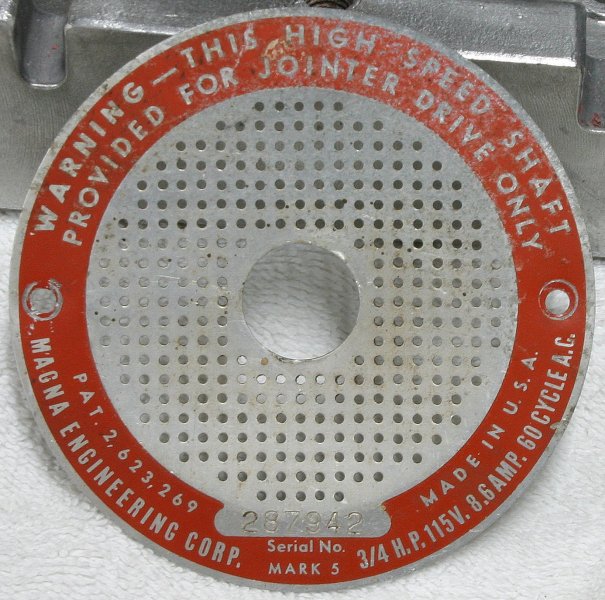 WARNING — THIS HIGH SPEED SHAFT
PROVIDED FOR JOINTER DRIVE ONLY
PAT. 2,623,269
MAGNA ENGINEERING CORP.
287942
Serial No.
MARK 5
MADE IN U.S.A.
3/4 H.P. 115V. 8.6 AMP. 60 CYCLE A.C.